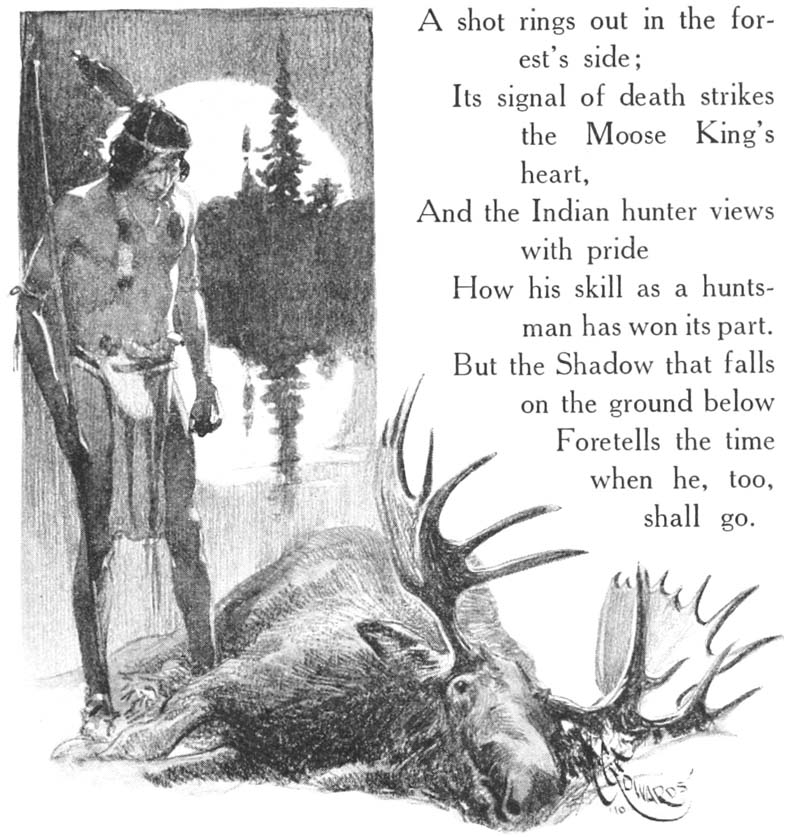 A shot rings out in the for-
est's side;
Its signal of death strikes
the Moose King's
heart,
And the Indian hunter views
with pride
How his skill as a hunts-
man has won its part.
But the Shadow that falls
on the ground below
Foretells the time
when he, too,
shall go.
EDWARDS
'10